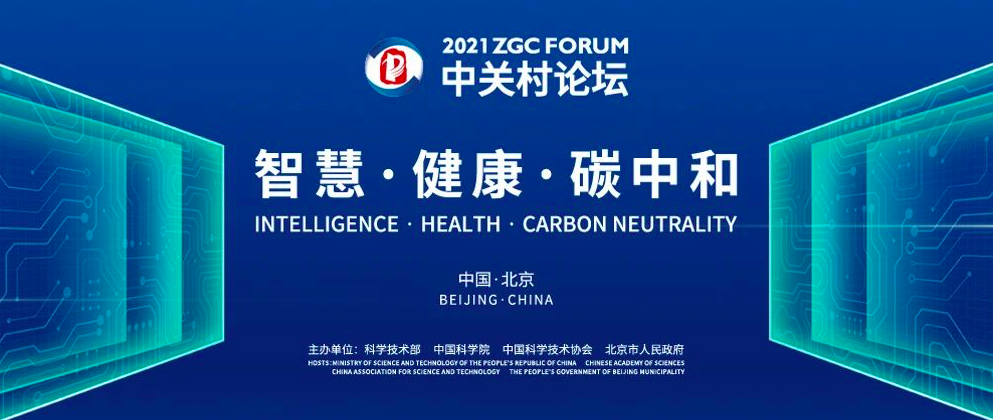 2021 ZGC FORUM
中关村论坛
智慧·健康·碳中和
INTELLIGENCE · HEALTH · CARBON NEUTRALITY
中国·北京
BEIJING·CHINA
主办单位：科学技术部 中国科学院 中国科学技术协会 北京市人民政府
HOSTS:MINISTRY OF SCIENCE AND TECHNOLOGY OF THE PEOPLE'S REPUBLIC OF CHINA CHINESE ACADEMY OF SCIENCES
CHINA ASSOCIATION FOR SCIENCE AND TECHNOLOGY THE PEOPLE'S GOVERNMENT OF BEIJING MUNICIPALITY